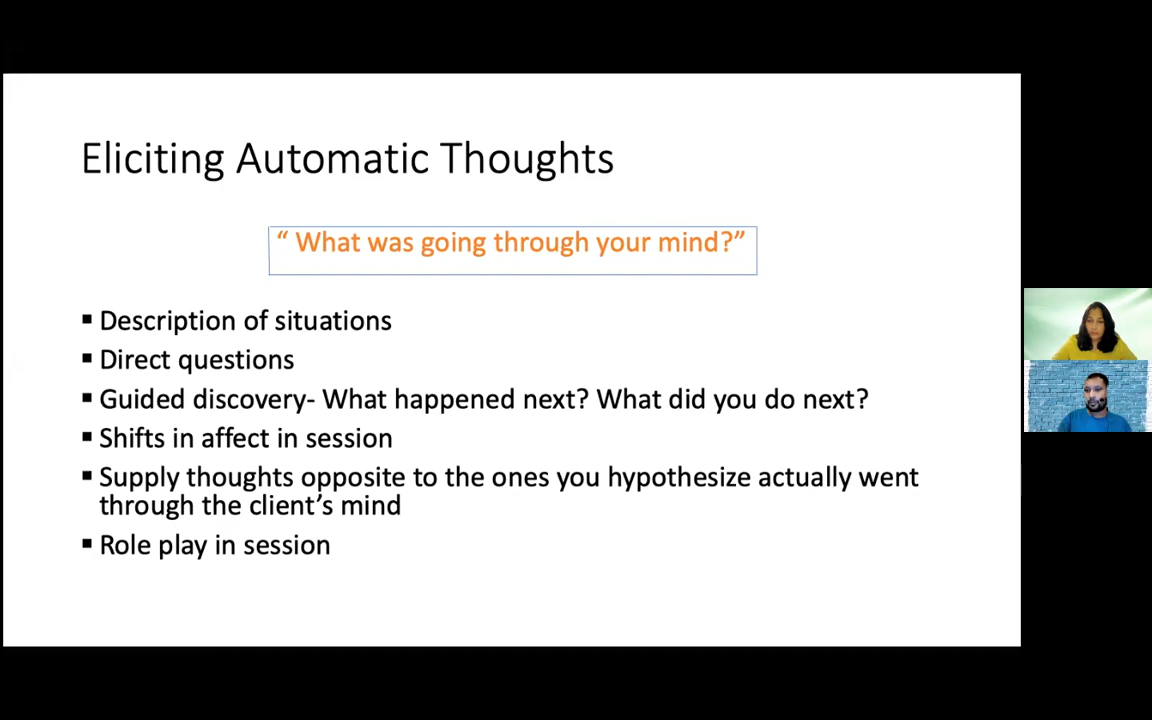 Eliciting Automatic Thoughts
“ What was going through your mind?”
▪ Description of situations
▪ Direct questions
▪ Guided discovery- What happened next? What did you do next?
▪ Shifts in affect in session
▪ Supply thoughts opposite to the ones you hypothesize actually went
through the client’s mind
▪ Role play in session